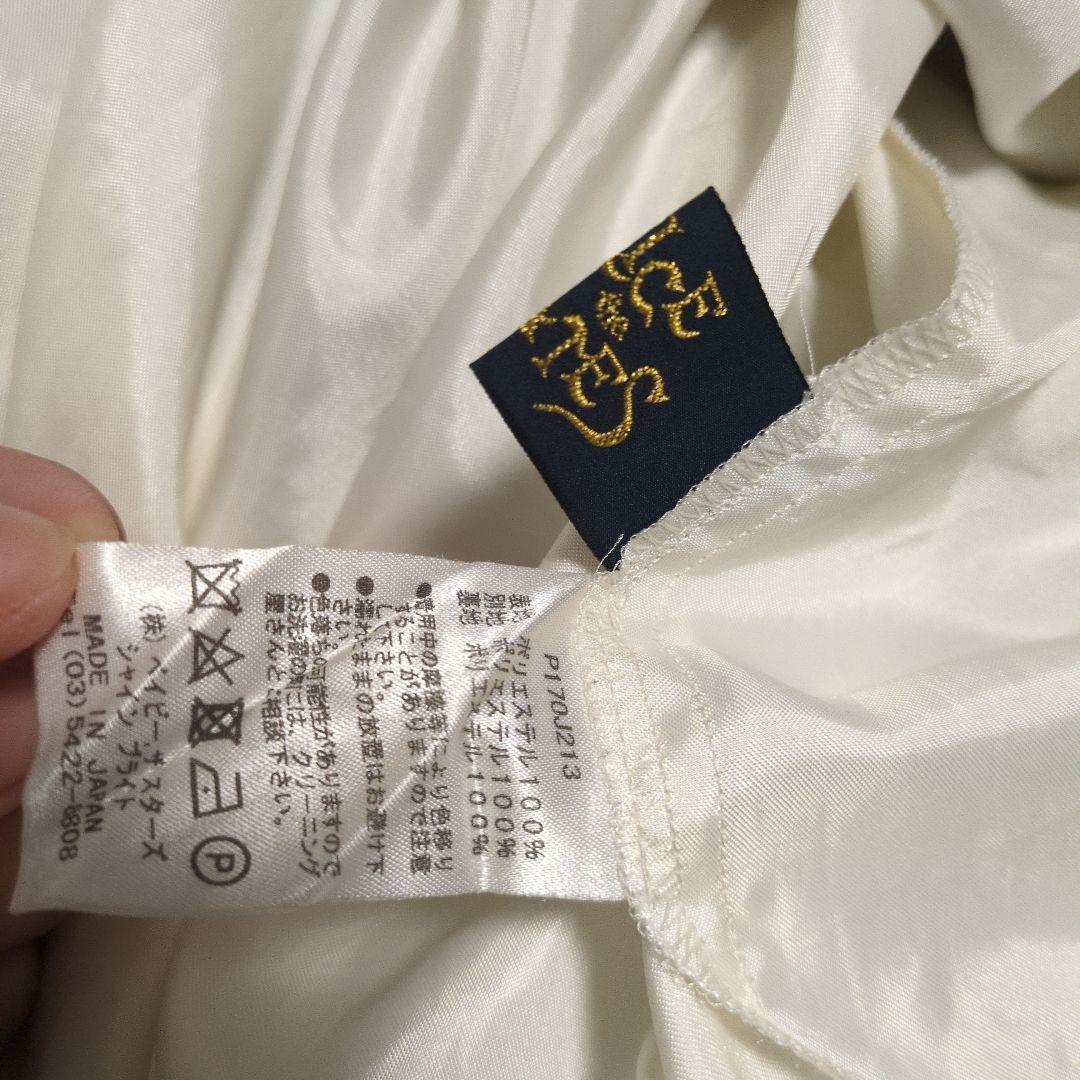 P170J213
表地 ポリエステル100%
別地 ポリエステル100%
裏地 ポリエステル100%
●着用中の摩擦等により色移り
することがありますので注意
して下さい。
●濡れたままの放置はお避け下
さい。
●色落ちの可能性がありますので
お洗濯の際には、クリーニング
屋さんとご相談下さい。
P
(株) ベイビー,ザスターズ
シャイン ブライト
MADE IN JAPAN
Tel (03)5422-8808